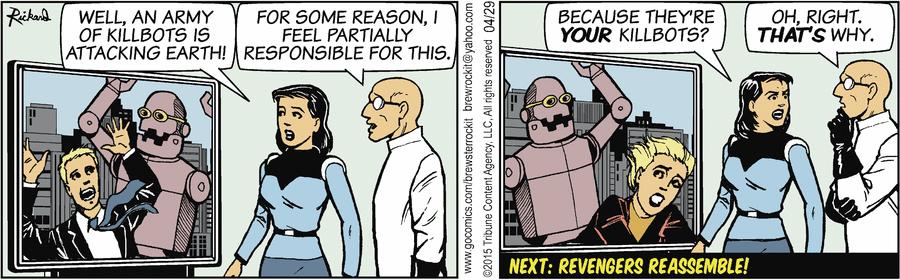 Rickard
WELL, AN ARMY
OF KILLBOTS IS
ATTACKING EARTH!
FOR SOME REASON, I
FEEL PARTIALLY
RESPONSIBLE FOR THIS.
www.gocomics.com/brewsterrockit brewrockit@yahoo.com
©2015 Tribune Content Agency, LLC. All rights reserved 04/29
BECAUSE THEY'RE
YOUR KILLBOTS?
OH, RIGHT.
THAT'S WHY.
NEXT: REVENGERS REASSEMBLE!